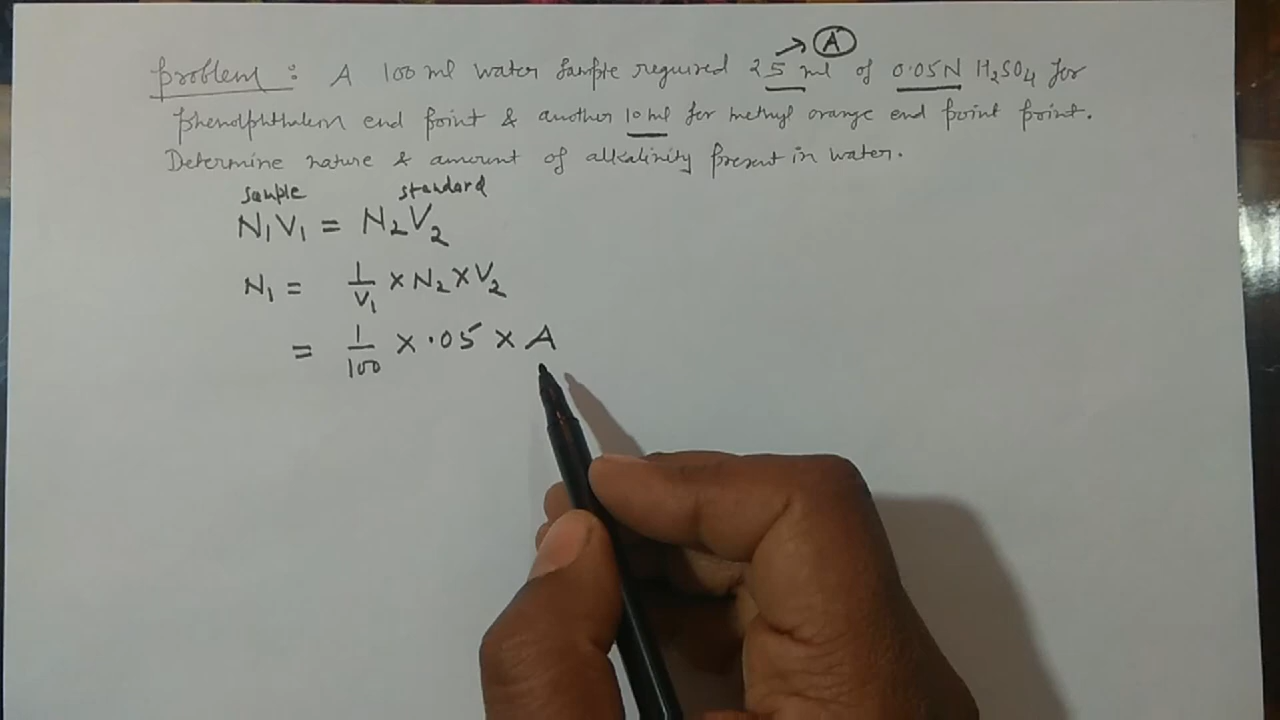 Ⓐ
Problem : A 100 ml water sample required 25 ml of 0.05N H₂SO₄ for
phenolphthalein end point & another 10 ml for methyl orange end point point.
Determine nature & amount of alkalinity present in water.
sample standard
N₁V₁ = N₂V₂
N₁ = 1/V₁ × N₂ × V₂
= 1/100 × .05 × A